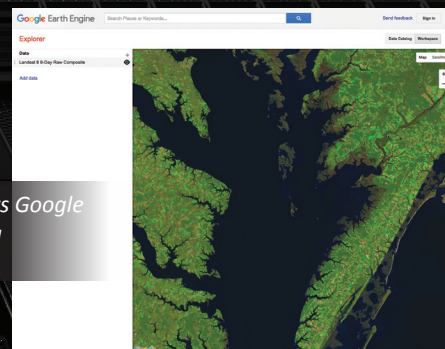 Google Earth Engine
Search Places or Keywords...
Send feedback
Sign in
Explorer
Data Catalog
Workspace
Data
+
Landsat 8 8-Day Raw Composite
Add data
Map
Satellite
s Google